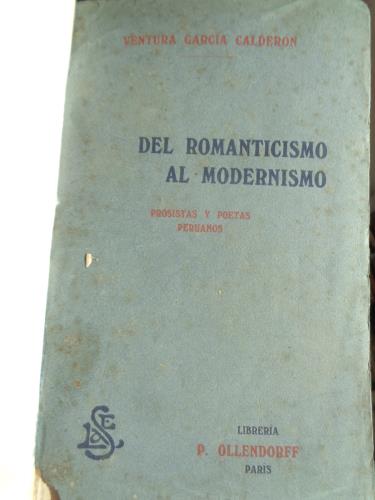 VENTURA GARCÍA CALDERÓN
DEL ROMANTICISMO
AL MODERNISMO
PROSISTAS Y POETAS
PERUANOS
LIBRERÍA
P. OLLENDORFF
PARIS